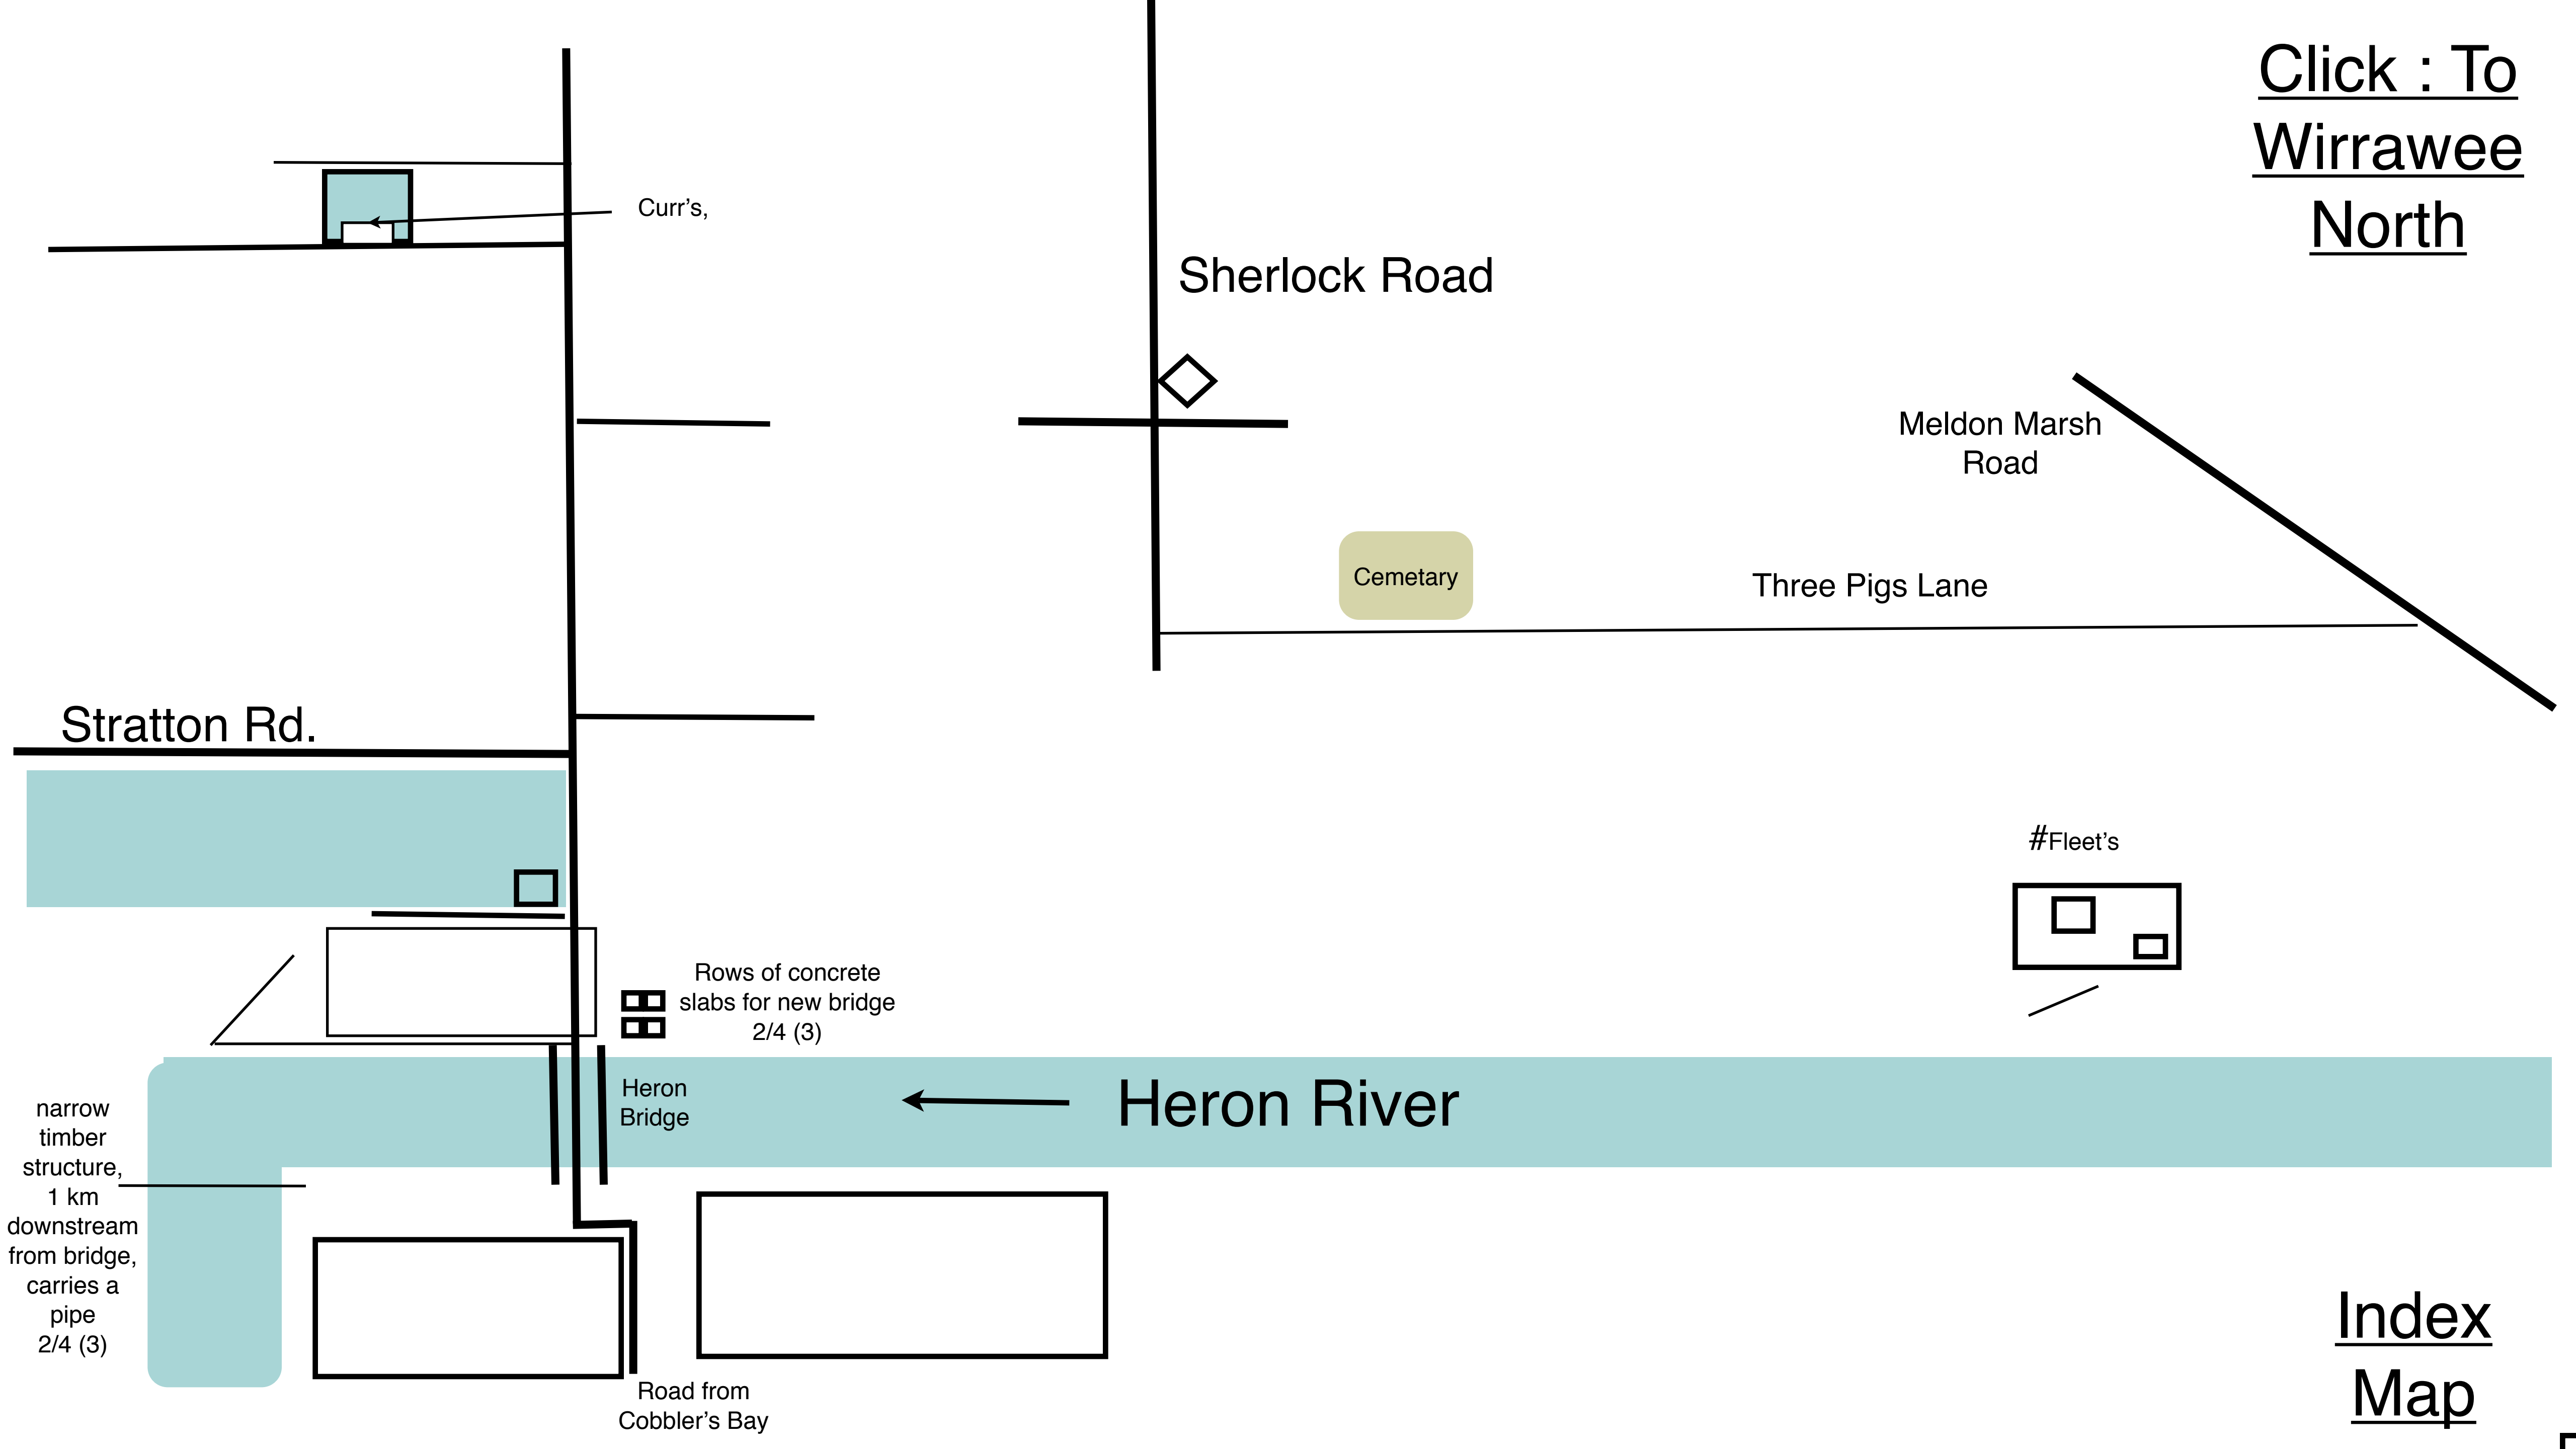 Click : To
Wirrawee
North
Curr’s,
Sherlock Road
Meldon Marsh
Road
Cemetary
Three Pigs Lane
Stratton Rd.
#Fleet’s
Rows of concrete
slabs for new bridge
2/4 (3)
Heron
Bridge
Heron River
narrow
timber
structure,
1 km
downstream
from bridge,
carries a
pipe
2/4 (3)
Index
Map
Road from
Cobbler’s Bay